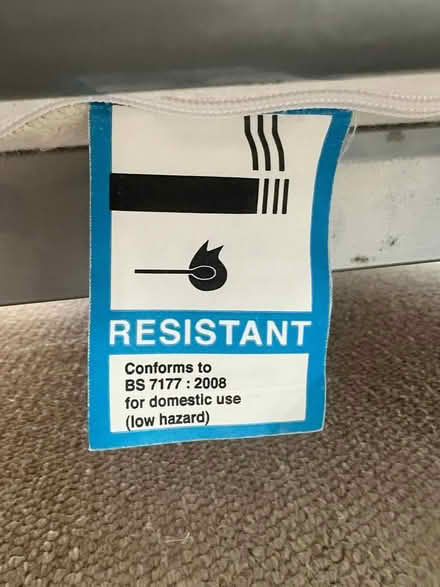 RESISTANT
Conforms to
BS 7177 : 2008
for domestic use
(low hazard)